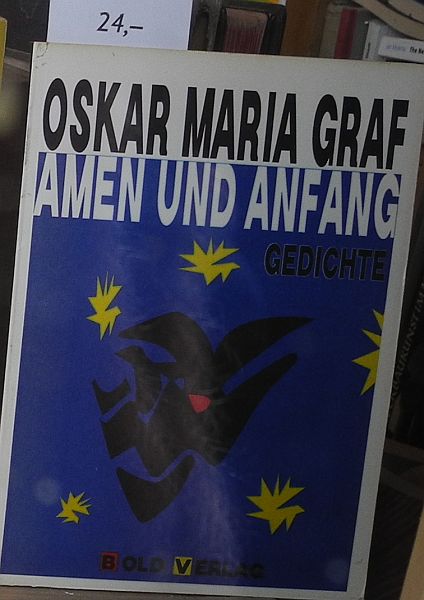 24,–
OSKAR MARIA GRAF
AMEN UND ANFANG
GEDICHTE
BOLD VERLAG